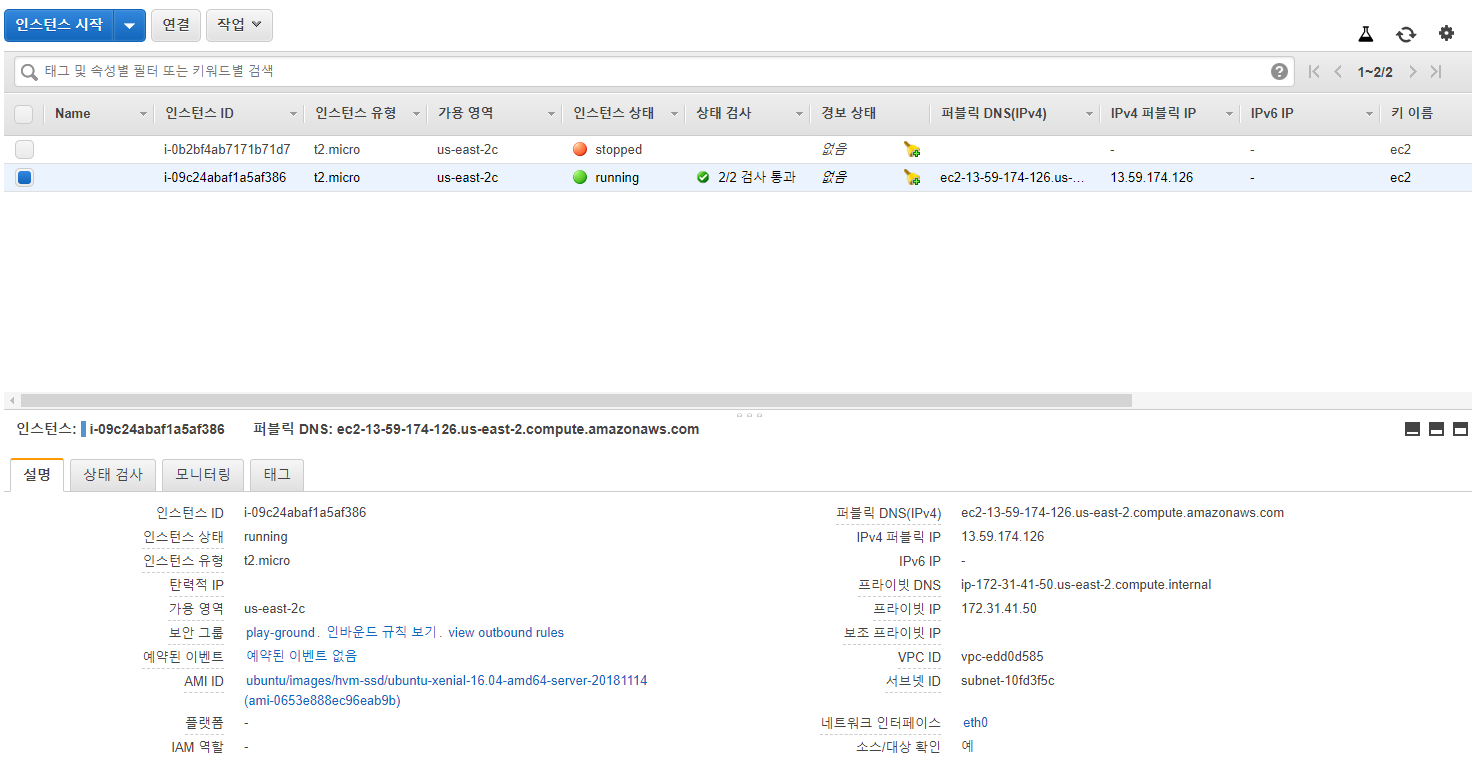 인스턴스 시작 연결 작업
태그 및 속성별 필터 또는 키워드별 검색 1~2/2
Name 인스턴스 ID 인스턴스 유형 가용 영역 인스턴스 상태 상태 검사 경보 상태 퍼블릭 DNS(IPv4) IPv4 퍼블릭 IP IPv6 IP 키 이름
i-0b2bf4ab7171b71d7 t2.micro us-east-2c stopped 없음 - - ec2
i-09c24abaf1a5af386 t2.micro us-east-2c running 2/2 검사 통과 없음 ec2-13-59-174-126.us-... 13.59.174.126 - ec2
인스턴스: i-09c24abaf1a5af386 퍼블릭 DNS: ec2-13-59-174-126.us-east-2.compute.amazonaws.com
설명 상태 검사 모니터링 태그
인스턴스 ID i-09c24abaf1a5af386 퍼블릭 DNS(IPv4) ec2-13-59-174-126.us-east-2.compute.amazonaws.com
인스턴스 상태 running IPv4 퍼블릭 IP 13.59.174.126
인스턴스 유형 t2.micro IPv6 IP -
탄력적 IP 프라이빗 DNS ip-172-31-41-50.us-east-2.compute.internal
가용 영역 us-east-2c 프라이빗 IP 172.31.41.50
보안 그룹 play-ground. 인바운드 규칙 보기. view outbound rules 보조 프라이빗 IP
예약된 이벤트 예약된 이벤트 없음 VPC ID vpc-edd0d585
AMI ID ubuntu/images/hvm-ssd/ubuntu-xenial-16.04-amd64-server-20181114 서브넷 ID subnet-10fd3f5c
(ami-0653e888ec96eab9b)
플랫폼 - 네트워크 인터페이스 eth0
IAM 역할 - 소스/대상 확인 예